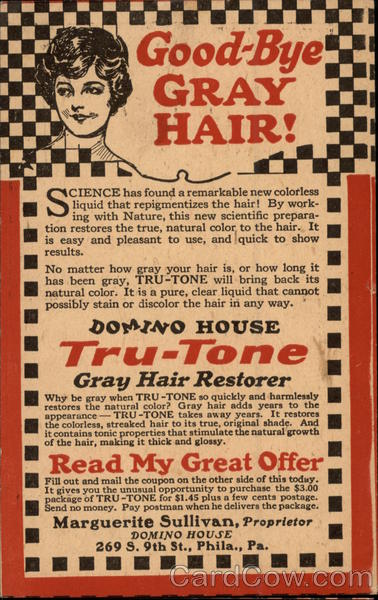 Good-Bye
GRAY
HAIR!
SCIENCE has found a remarkable new colorless
liquid that repigmentizes the hair! By work-
ing with Nature, this new scientific prepara-
tion restores the true, natural color to the hair. It
is easy and pleasant to use, and quick to show
results.
No matter how gray your hair is, or how long it
has been gray, TRU-TONE will bring back its
natural color. It is a pure, clear liquid that cannot
possibly stain or discolor the hair in any way.
DOMINO HOUSE
Tru-Tone
Gray Hair Restorer
Why be gray when TRU-TONE so quickly and harmlessly
restores the natural color? Gray hair adds years to the
appearance — TRU-TONE takes away years. It restores
the colorless, streaked hair to its true, original shade. And
it contains tonic properties that stimulate the natural growth
of the hair, making it thick and glossy.
Read My Great Offer
Fill out and mail the coupon on the other side of this today.
It gives you the unusual opportunity to purchase the $3.00
package of TRU-TONE for $1.45 plus a few cents postage.
Send no money. Pay postman when he delivers the package.
Marguerite Sullivan, Proprietor
DOMINO HOUSE
269 S. 9th St., Phila., Pa.
CardCow.com